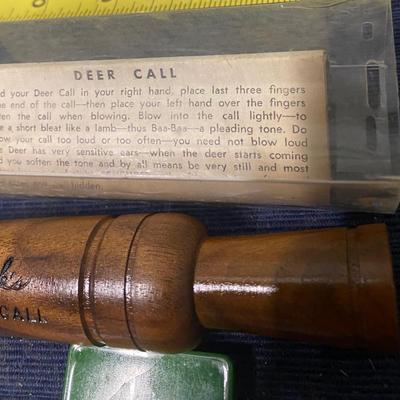 DEER CALL
d your Deer Call in your right hand, place last three fingers
e end of the call—then place your left hand over the fingers
en the call when blowing. Blow into the call lightly—to
e a short bleat like a lamb—thus Baa-Baa—a pleading tone. Do
ow your call too loud or too often—you need not blow loud
e Deer has very sensitive ears—when the deer starts coming
d you soften the tone and by all means be very still and most
hidden.
CALL